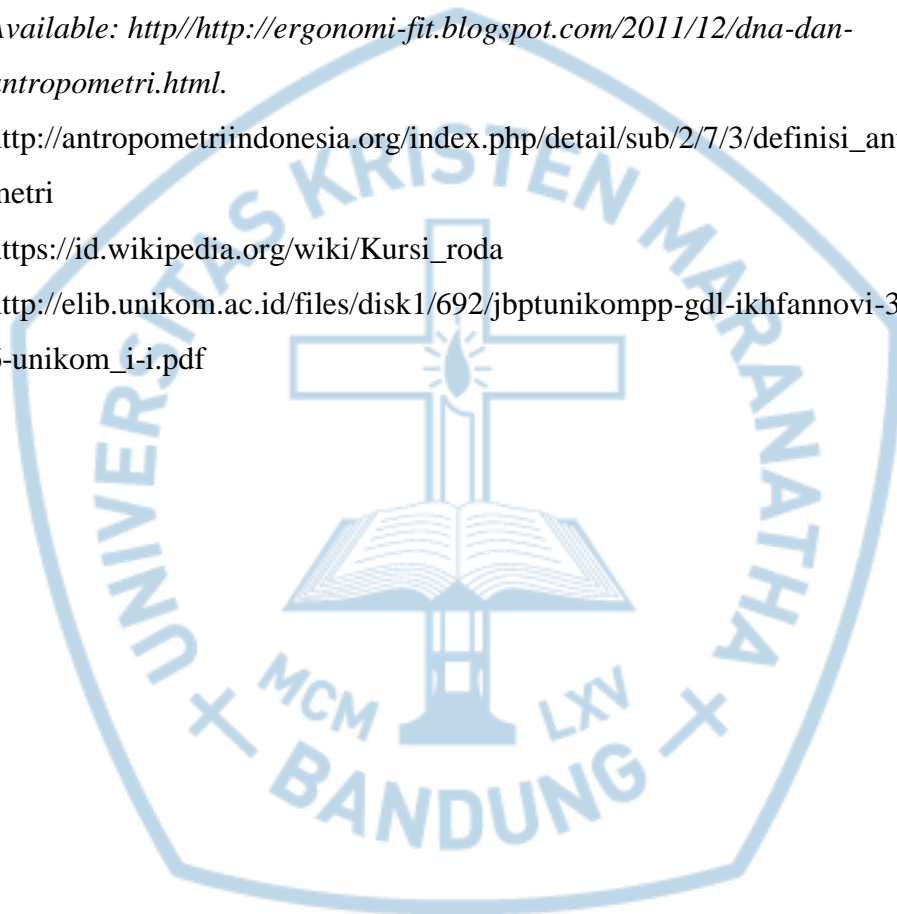 Available: http//http://ergonomi-fit.blogspot.com/2011/12/dna-dan-
antropometri.html.
http://antropometriindonesia.org/index.php/detail/sub/2/7/3/definisi_ant
metri
https://id.wikipedia.org/wiki/Kursi_roda
http://elib.unikom.ac.id/files/disk1/692/jbptunikompp-gdl-ikhfannovi-3
-unikom_i-i.pdf
UNIVERSITAS KRISTEN MARANATHA
MCM LXV
BANDUNG